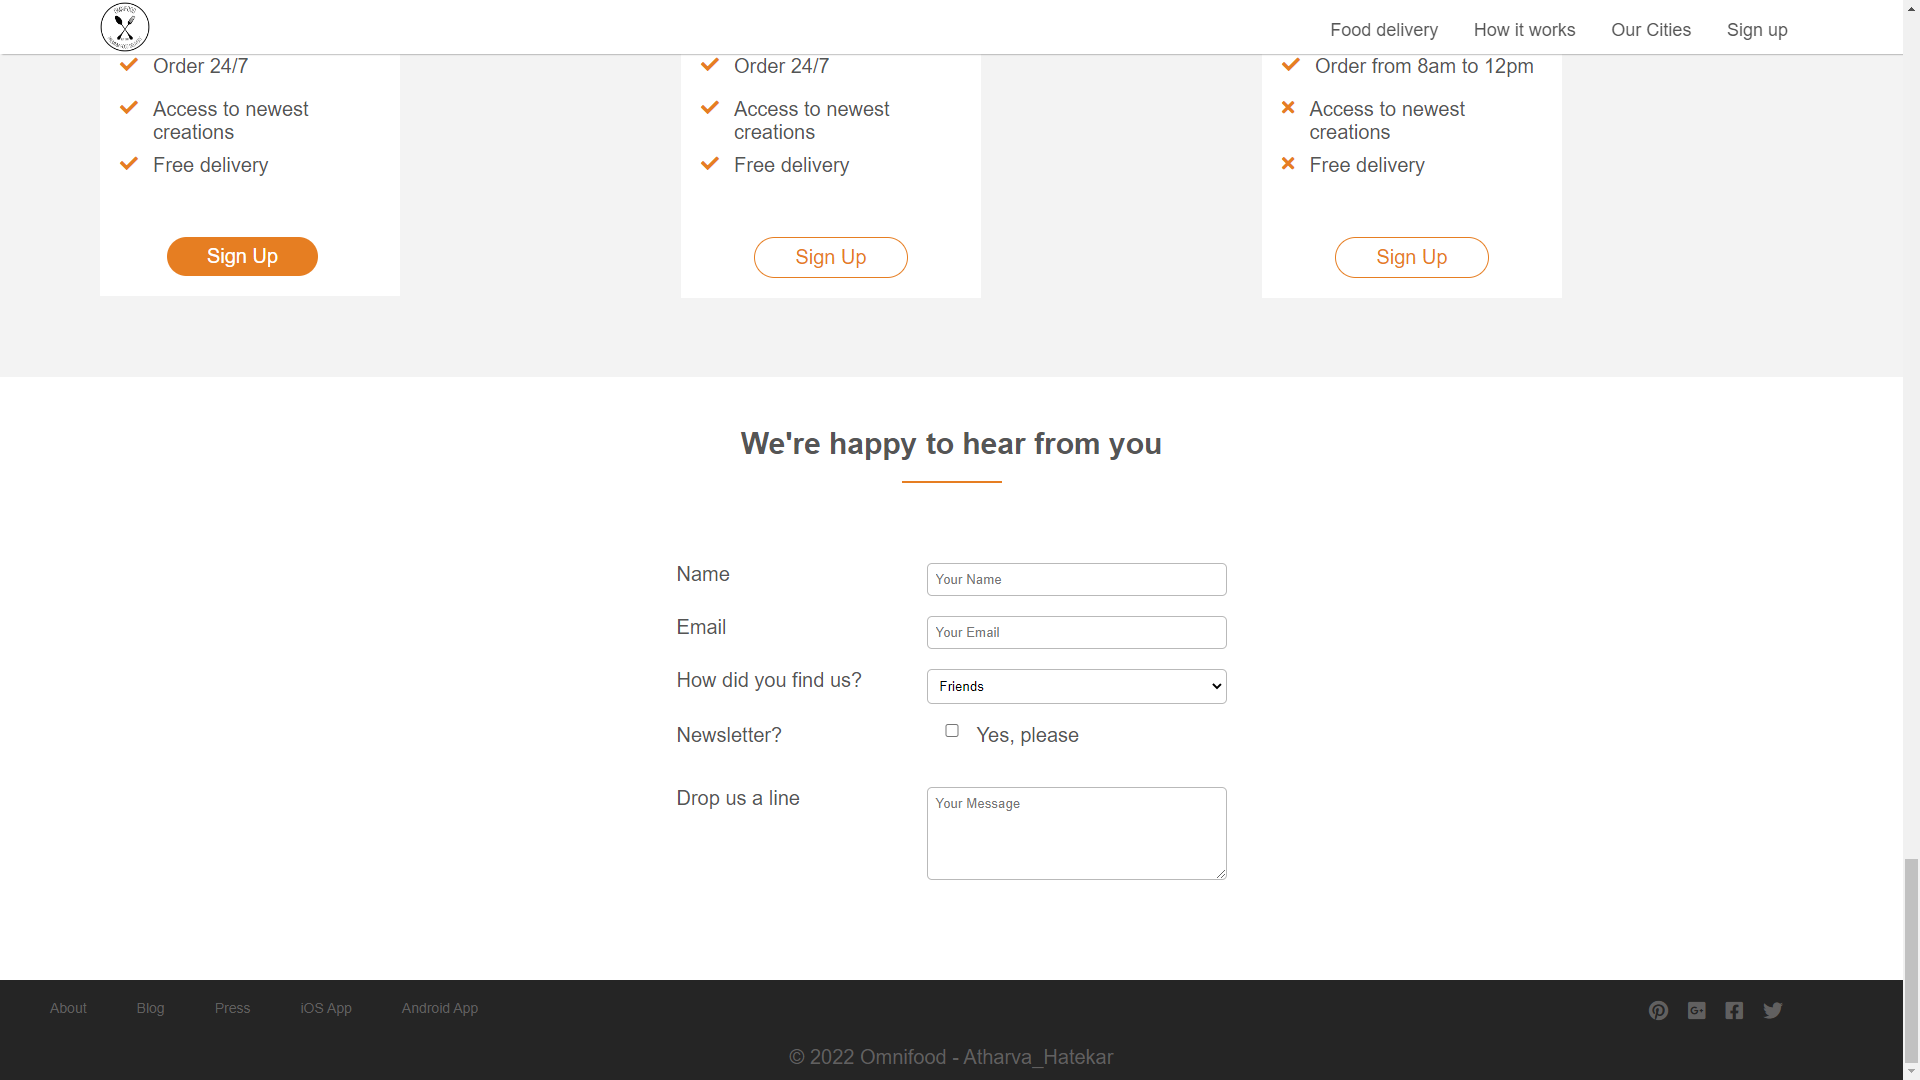 OMNIFOOD
Food delivery
How it works
Our Cities
Sign up
Order 24/7
Access to newest
creations
Free delivery
Sign Up
Order 24/7
Access to newest
creations
Free delivery
Sign Up
Order from 8am to 12pm
Access to newest
creations
Free delivery
Sign Up
We're happy to hear from you
Name
Your Name
Email
Your Email
How did you find us?
Friends
Newsletter?
Yes, please
Drop us a line
Your Message
About
Blog
Press
iOS App
Android App
© 2022 Omnifood - Atharva_Hatekar